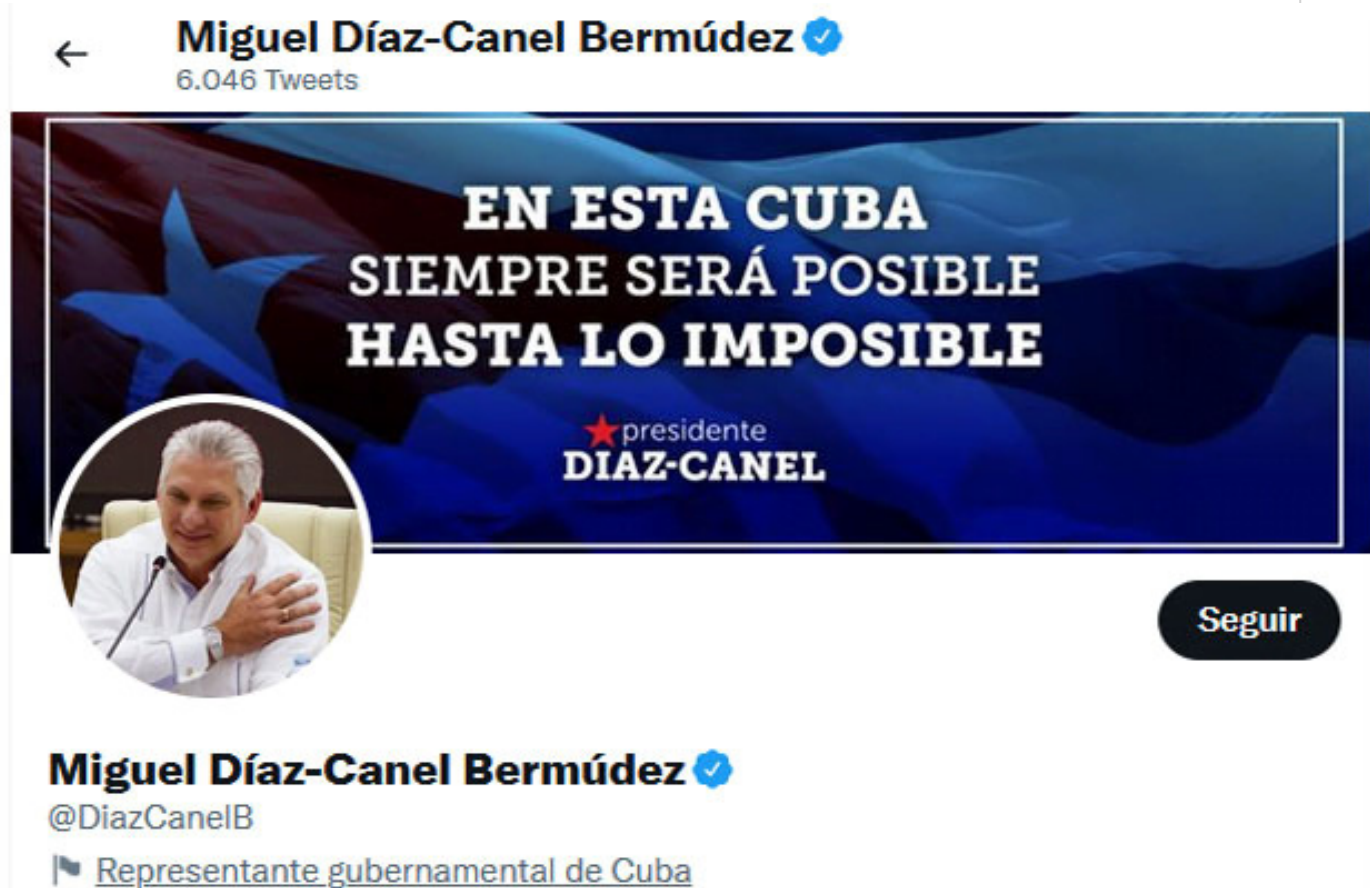 Miguel Díaz-Canel Bermúdez
6.046 Tweets
EN ESTA CUBA
SIEMPRE SERÁ POSIBLE
HASTA LO IMPOSIBLE
presidente
DIAZ-CANEL
Seguir
Miguel Díaz-Canel Bermúdez
@DiazCanelB
Representante gubernamental de Cuba